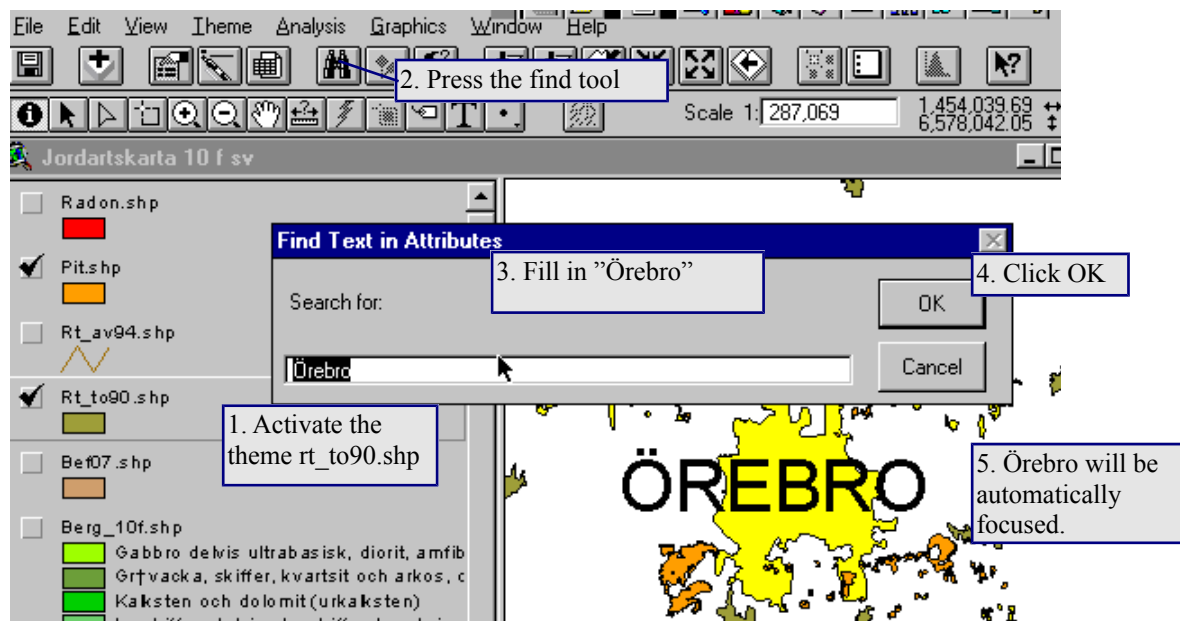 File Edit View Theme Analysis Graphics Window Help
2. Press the find tool
Scale 1: 287,069
1,454,039.69
6,578,042.05
Jordartskarta 10 f sv
Radon.shp
Pit.shp
Rt_av94.shp
Rt_to90.shp
Bef07.shp
Berg_10f.shp
Gabbro delvis ultrabasisk, diorit, amfib
Gr†vacka, skiffer, kvartsit och arkos, c
Kalksten och dolomit(urkalksten)
Find Text in Attributes
3. Fill in ”Örebro”
4. Click OK
Search for:
OK
Örebro
Cancel
1. Activate the
theme rt_to90.shp
ÖREBRO
5. Örebro will be
automatically
focused.